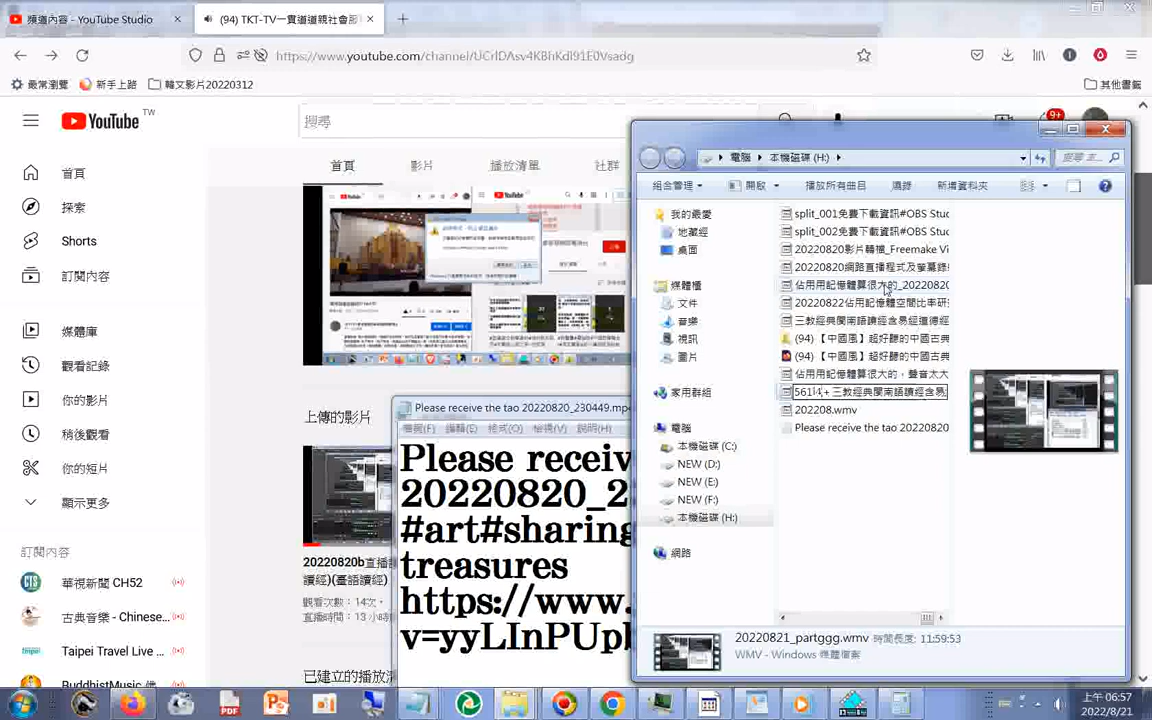 頻道內容 - YouTube Studio
(94) TKT-TV一貫道道親社會服
https://www.youtube.com/channel/UCrIDAsv4KBhKdI91E0Vsadg
最常瀏覽
新手上路
韓文影片20220312
其他書籤
YouTube
TW
搜尋
9+
首頁
探索
Shorts
訂閱內容
媒體庫
觀看記錄
你的影片
稍後觀看
你的短片
顯示更多
訂閱內容
華視新聞 CH52
古典音樂 - Chinese...
Taipei Travel Live ...
BuddhistMusic 佛
首頁
影片
播放清單
社群
上傳的影片
20220820b直播
讀經)(臺語讀經)
觀看次數：14次
直播時間：13 小時
已建立的播放清
Please receive the tao 20220820_230449.mp4
檔案(F)
編輯(E)
格式(O)
檢視(V)
說明(H)
Please receiv
20220820_2
#art#sharing
treasures
https://www.
v=yyLInPUpl
電腦
本機磁碟 (H:)
搜尋 本...
組合管理
開啟
播放所有曲目
燒錄
新增資料夾
我的最愛
地藏經
桌面
媒體櫃
文件
音樂
視訊
圖片
家用群組
電腦
本機磁碟 (C:)
NEW (D:)
NEW (E:)
NEW (F:)
本機磁碟 (H:)
網路
split_001免費下載資訊#OBS Stuc
split_002免費下載資訊#OBS Stuc
20220820影片轉檔_Freemake Vi
20220820網路直播程式及螢幕錄
佔用用記憶體算很大的_20220820
20220822佔用記憶體空間比率研
三教經典閩南語讀經含易經道德經
(94)【中國風】超好聽的中國古典
(94)【中國風】超好聽的中國古典
佔用用記憶體算很大的，聲音太大
56114+ 三教經典閩南語讀經含易
202208.wmv
Please receive the tao 20220820
20220821_partggg.wmv 時間長度: 11:59:53
WMV - Windows 媒體檔案
上午 06:57
2022/8/21